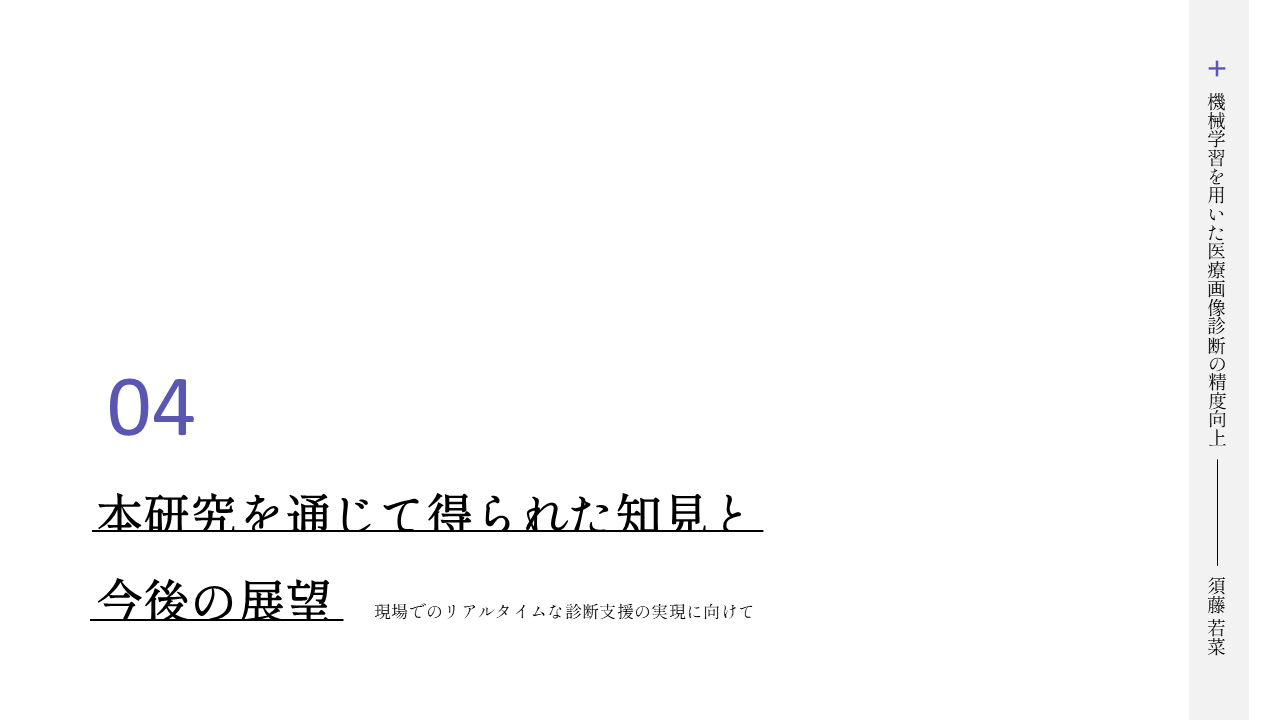 04
本研究を通じて得られた知見と
今後の展望
現場でのリアルタイムな診断支援の実現に向けて
+
機械学習を用いた医療画像診断の精度向上
須藤 若菜